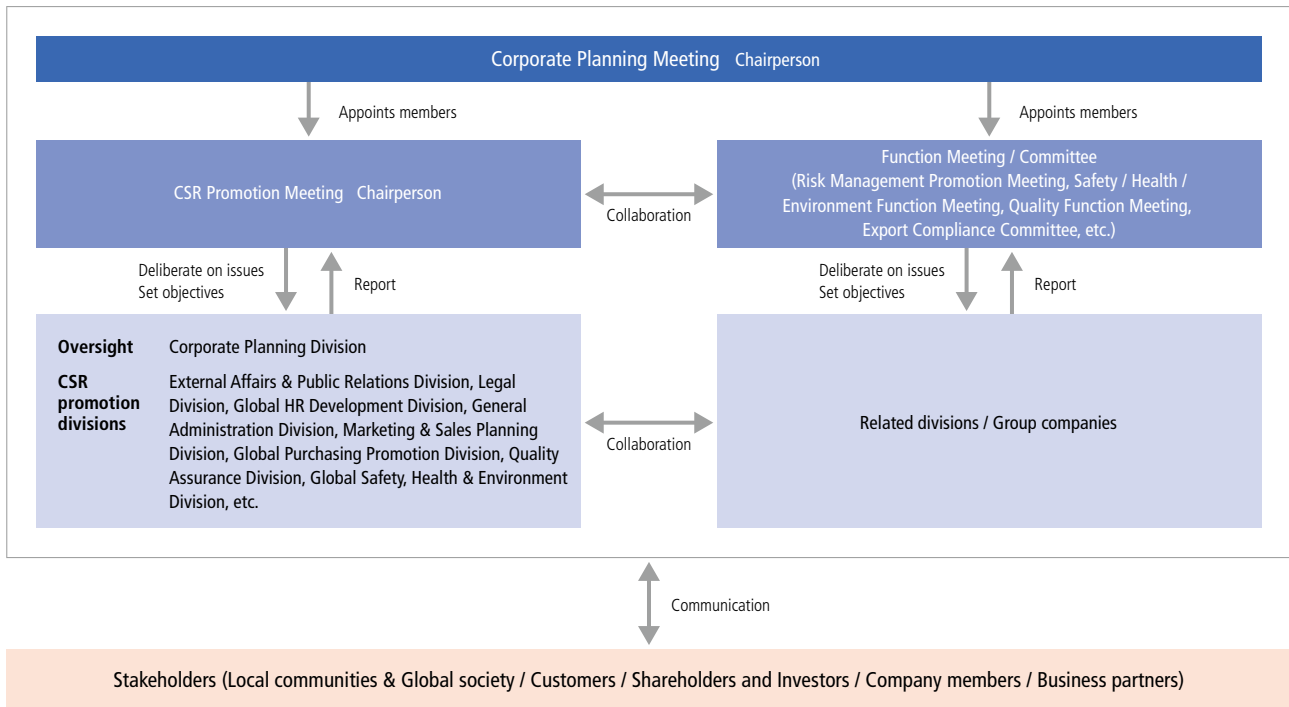 Corporate Planning Meeting Chairperson
Appoints members
Appoints members
CSR Promotion Meeting Chairperson
Collaboration
Function Meeting / Committee
(Risk Management Promotion Meeting, Safety / Health /
Environment Function Meeting, Quality Function Meeting,
Export Compliance Committee, etc.)
Deliberate on issues
Set objectives
Report
Deliberate on issues
Set objectives
Report
Oversight
Corporate Planning Division
CSR
promotion
divisions
External Affairs & Public Relations Division, Legal
Division, Global HR Development Division, General
Administration Division, Marketing & Sales Planning
Division, Global Purchasing Promotion Division, Quality
Assurance Division, Global Safety, Health & Environment
Division, etc.
Collaboration
Related divisions / Group companies
Communication
Stakeholders (Local communities & Global society / Customers / Shareholders and Investors / Company members / Business partners)